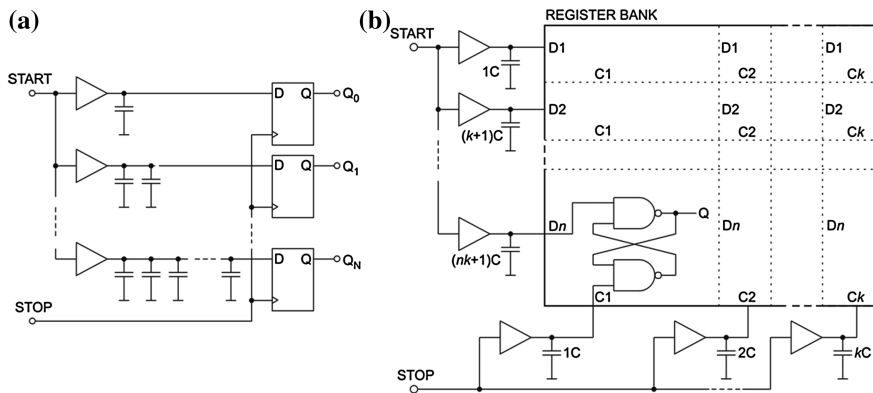 (a)
START
D Q Q0
D Q Q1
D Q QN
STOP
(b)
REGISTER BANK
START
D1 D1 D1
1C
C1 C2 Ck
D2 D2 D2
(k+1)C
C1 C2 Ck
Dn Q Dn Dn
(nk+1)C
C1 C2 Ck
1C 2C kC
STOP